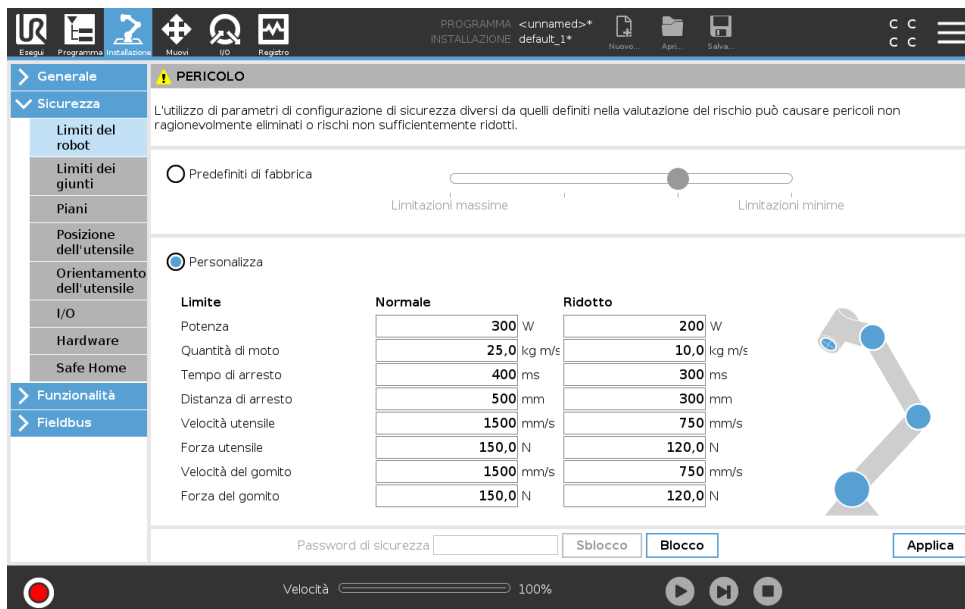 UR
PROGRAMMA <unnamed>*
INSTALLAZIONE default_1*
Esegui Programma Installazione Muovi I/O Registro Nuovo... Apri... Salva...
C C
C C
Generale
PERICOLO
Sicurezza
L'utilizzo di parametri di configurazione di sicurezza diversi da quelli definiti nella valutazione del rischio può causare pericoli non
ragionevolmente eliminati o rischi non sufficientemente ridotti.
Limiti del
robot
Limiti dei
giunti
Piani
Posizione
dell'utensile
Orientamento
dell'utensile
I/O
Hardware
Safe Home
Funzionalità
Fieldbus
Predefiniti di fabbrica
Limitazioni massime Limitazioni minime
Personalizza
Limite Normale Ridotto
Potenza 300 W 200 W
Quantità di moto 25,0 kg m/s 10,0 kg m/s
Tempo di arresto 400 ms 300 ms
Distanza di arresto 500 mm 300 mm
Velocità utensile 1500 mm/s 750 mm/s
Forza utensile 150,0 N 120,0 N
Velocità del gomito 1500 mm/s 750 mm/s
Forza del gomito 150,0 N 120,0 N
Password di sicurezza Sblocco Blocco Applica
Velocità 100%